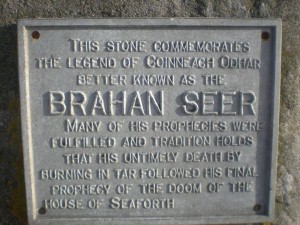 THIS STONE COMMEMORATES
THE LEGEND OF COINNEACH ODHAR
BETTER KNOWN AS THE
BRAHAN SEER
MANY OF HIS PROPHECIES WERE
FULFILLED AND TRADITION HOLDS
THAT HIS UNTIMELY DEATH BY
BURNING IN TAR FOLLOWED HIS FINAL
PROPHECY OF THE DOOM OF THE
HOUSE OF SEAFORTH